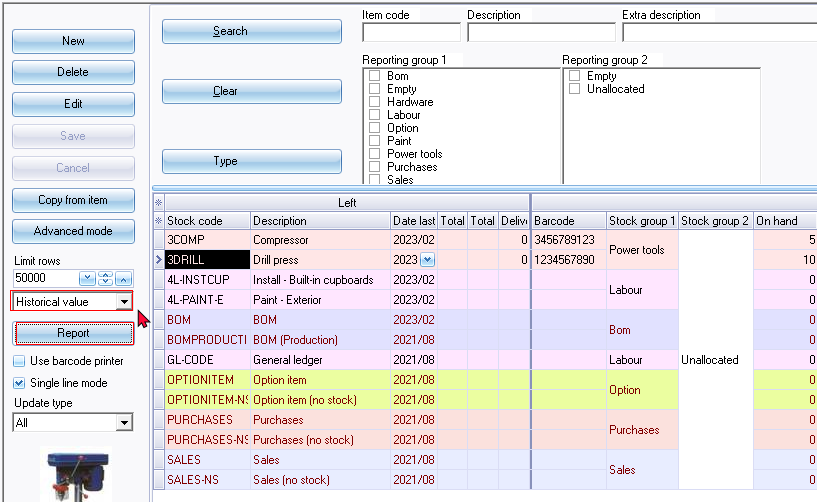 New
Delete
Edit
Save
Cancel
Copy from item
Advanced mode
Limit rows
50000
Historical value
Report
Use barcode printer
Single line mode
Update type
All
Search
Clear
Type
Item code Description Extra description
Reporting group 1 Reporting group 2
Bom Empty
Empty Unallocated
Hardware
Labour
Option
Paint
Power tools
Purchases
Sales
Left
Stock code Description Date last Total Total Delive Barcode Stock group 1 Stock group 2 On hand
3COMP Compressor 2023/02 0 3456789123 Power tools 5
3DRILL Drill press 2023 0 1234567890 10
4L-INSTCUP Install - Built-in cupboards 2023/02 Labour 0
4L-PAINT-E Paint - Exterior 2023/02 0
BOM BOM 2023/02 Bom 0
BOMPRODUCTI BOM (Production) 2021/08 0
GL-CODE General ledger 2021/08 Labour Unallocated 0
OPTIONITEM Option item 2021/08 Option 0
OPTIONITEM-NS Option item (no stock) 2021/08 0
PURCHASES Purchases 2021/08 Purchases 0
PURCHASES-NS Purchases (no stock) 2021/08 0
SALES Sales 2021/08 Sales 0
SALES-NS Sales (no stock) 2021/08 0